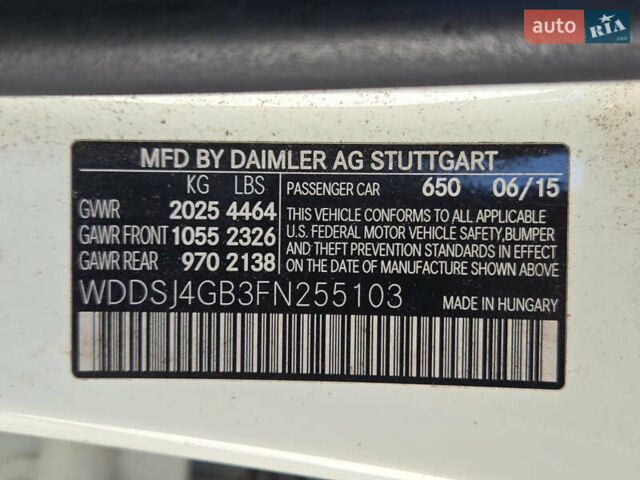 auto RIA.com
MFD BY DAIMLER AG STUTTGART
KG LBS
GVWR 2025 4464
GAWR FRONT 1055 2326
GAWR REAR 970 2138
PASSENGER CAR 650 06/15
THIS VEHICLE CONFORMS TO ALL APPLICABLE
U.S. FEDERAL MOTOR VEHICLE SAFETY,BUMPER
AND THEFT PREVENTION STANDARDS
IN EFFECT ON THE
DATE OF MANUFACTURE SHOWN ABOVE
WDDSJ4GB3FN255103
MADE IN HUNGARY